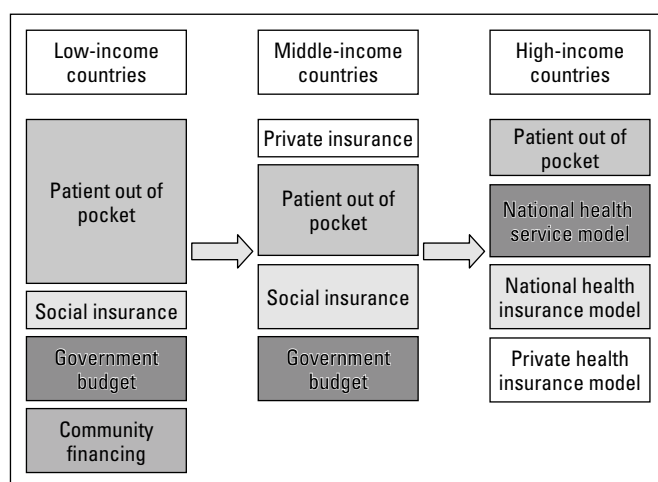 Low-income
countries
Middle-income
countries
High-income
countries
Patient out of
pocket
Social insurance
Government
budget
Community
financing
Private insurance
Patient out of
pocket
Social insurance
Government
budget
Patient out of
pocket
National health
service model
National health
insurance model
Private health
insurance model